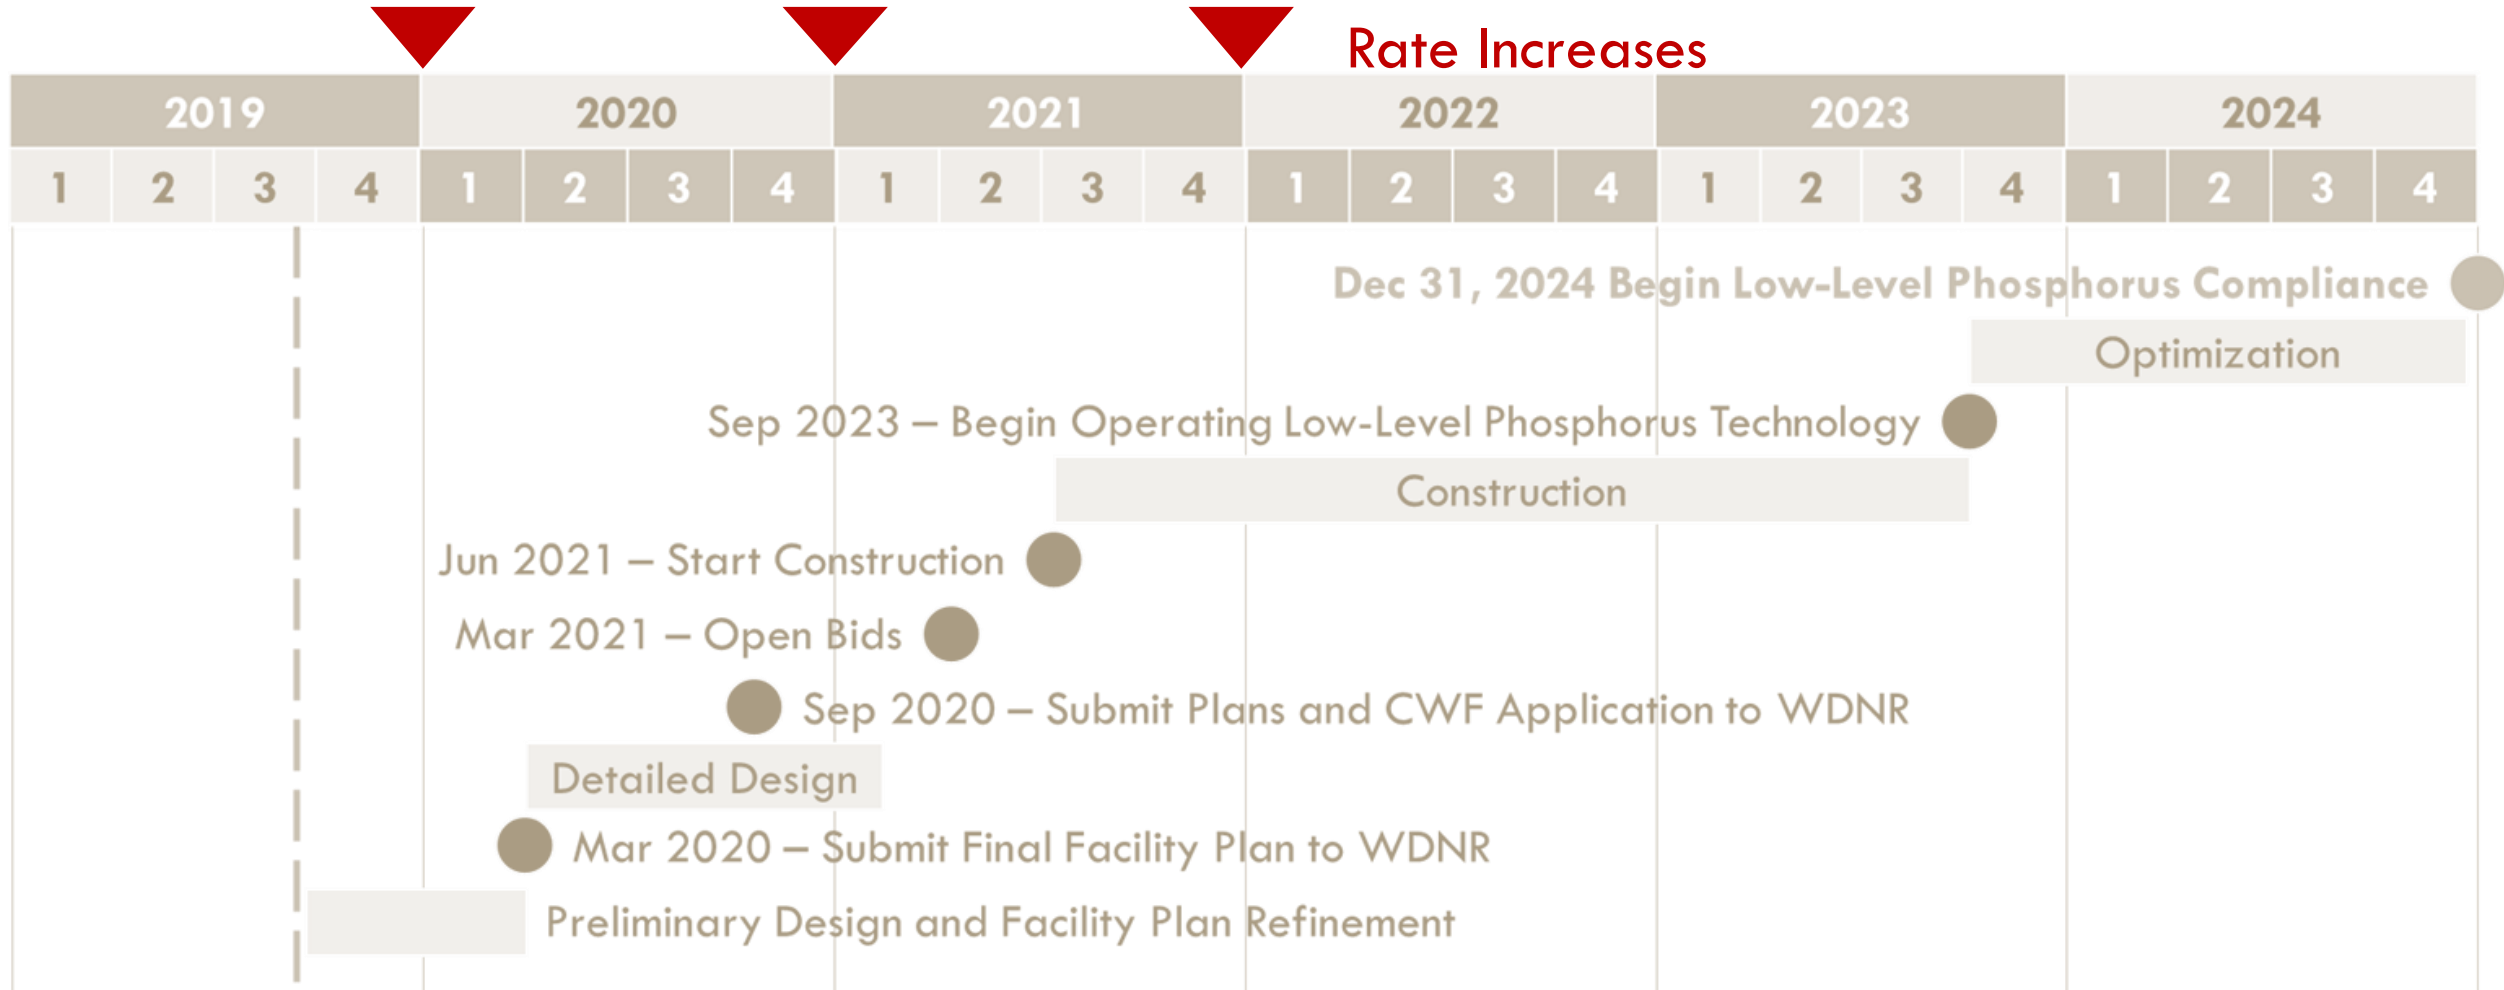 Rate Increases
2019 2020 2021 2022 2023 2024
1 2 3 4 1 2 3 4 1 2 3 4 1 2 3 4 1 2 3 4 1 2 3 4
Dec 31, 2024 Begin Low-Level Phosphorus Compliance
Optimization
Sep 2023 – Begin Operating Low-Level Phosphorus Technology
Construction
Jun 2021 – Start Construction
Mar 2021 – Open Bids
Sep 2020 – Submit Plans and CWF Application to WDNR
Detailed Design
Mar 2020 – Submit Final Facility Plan to WDNR
Preliminary Design and Facility Plan Refinement